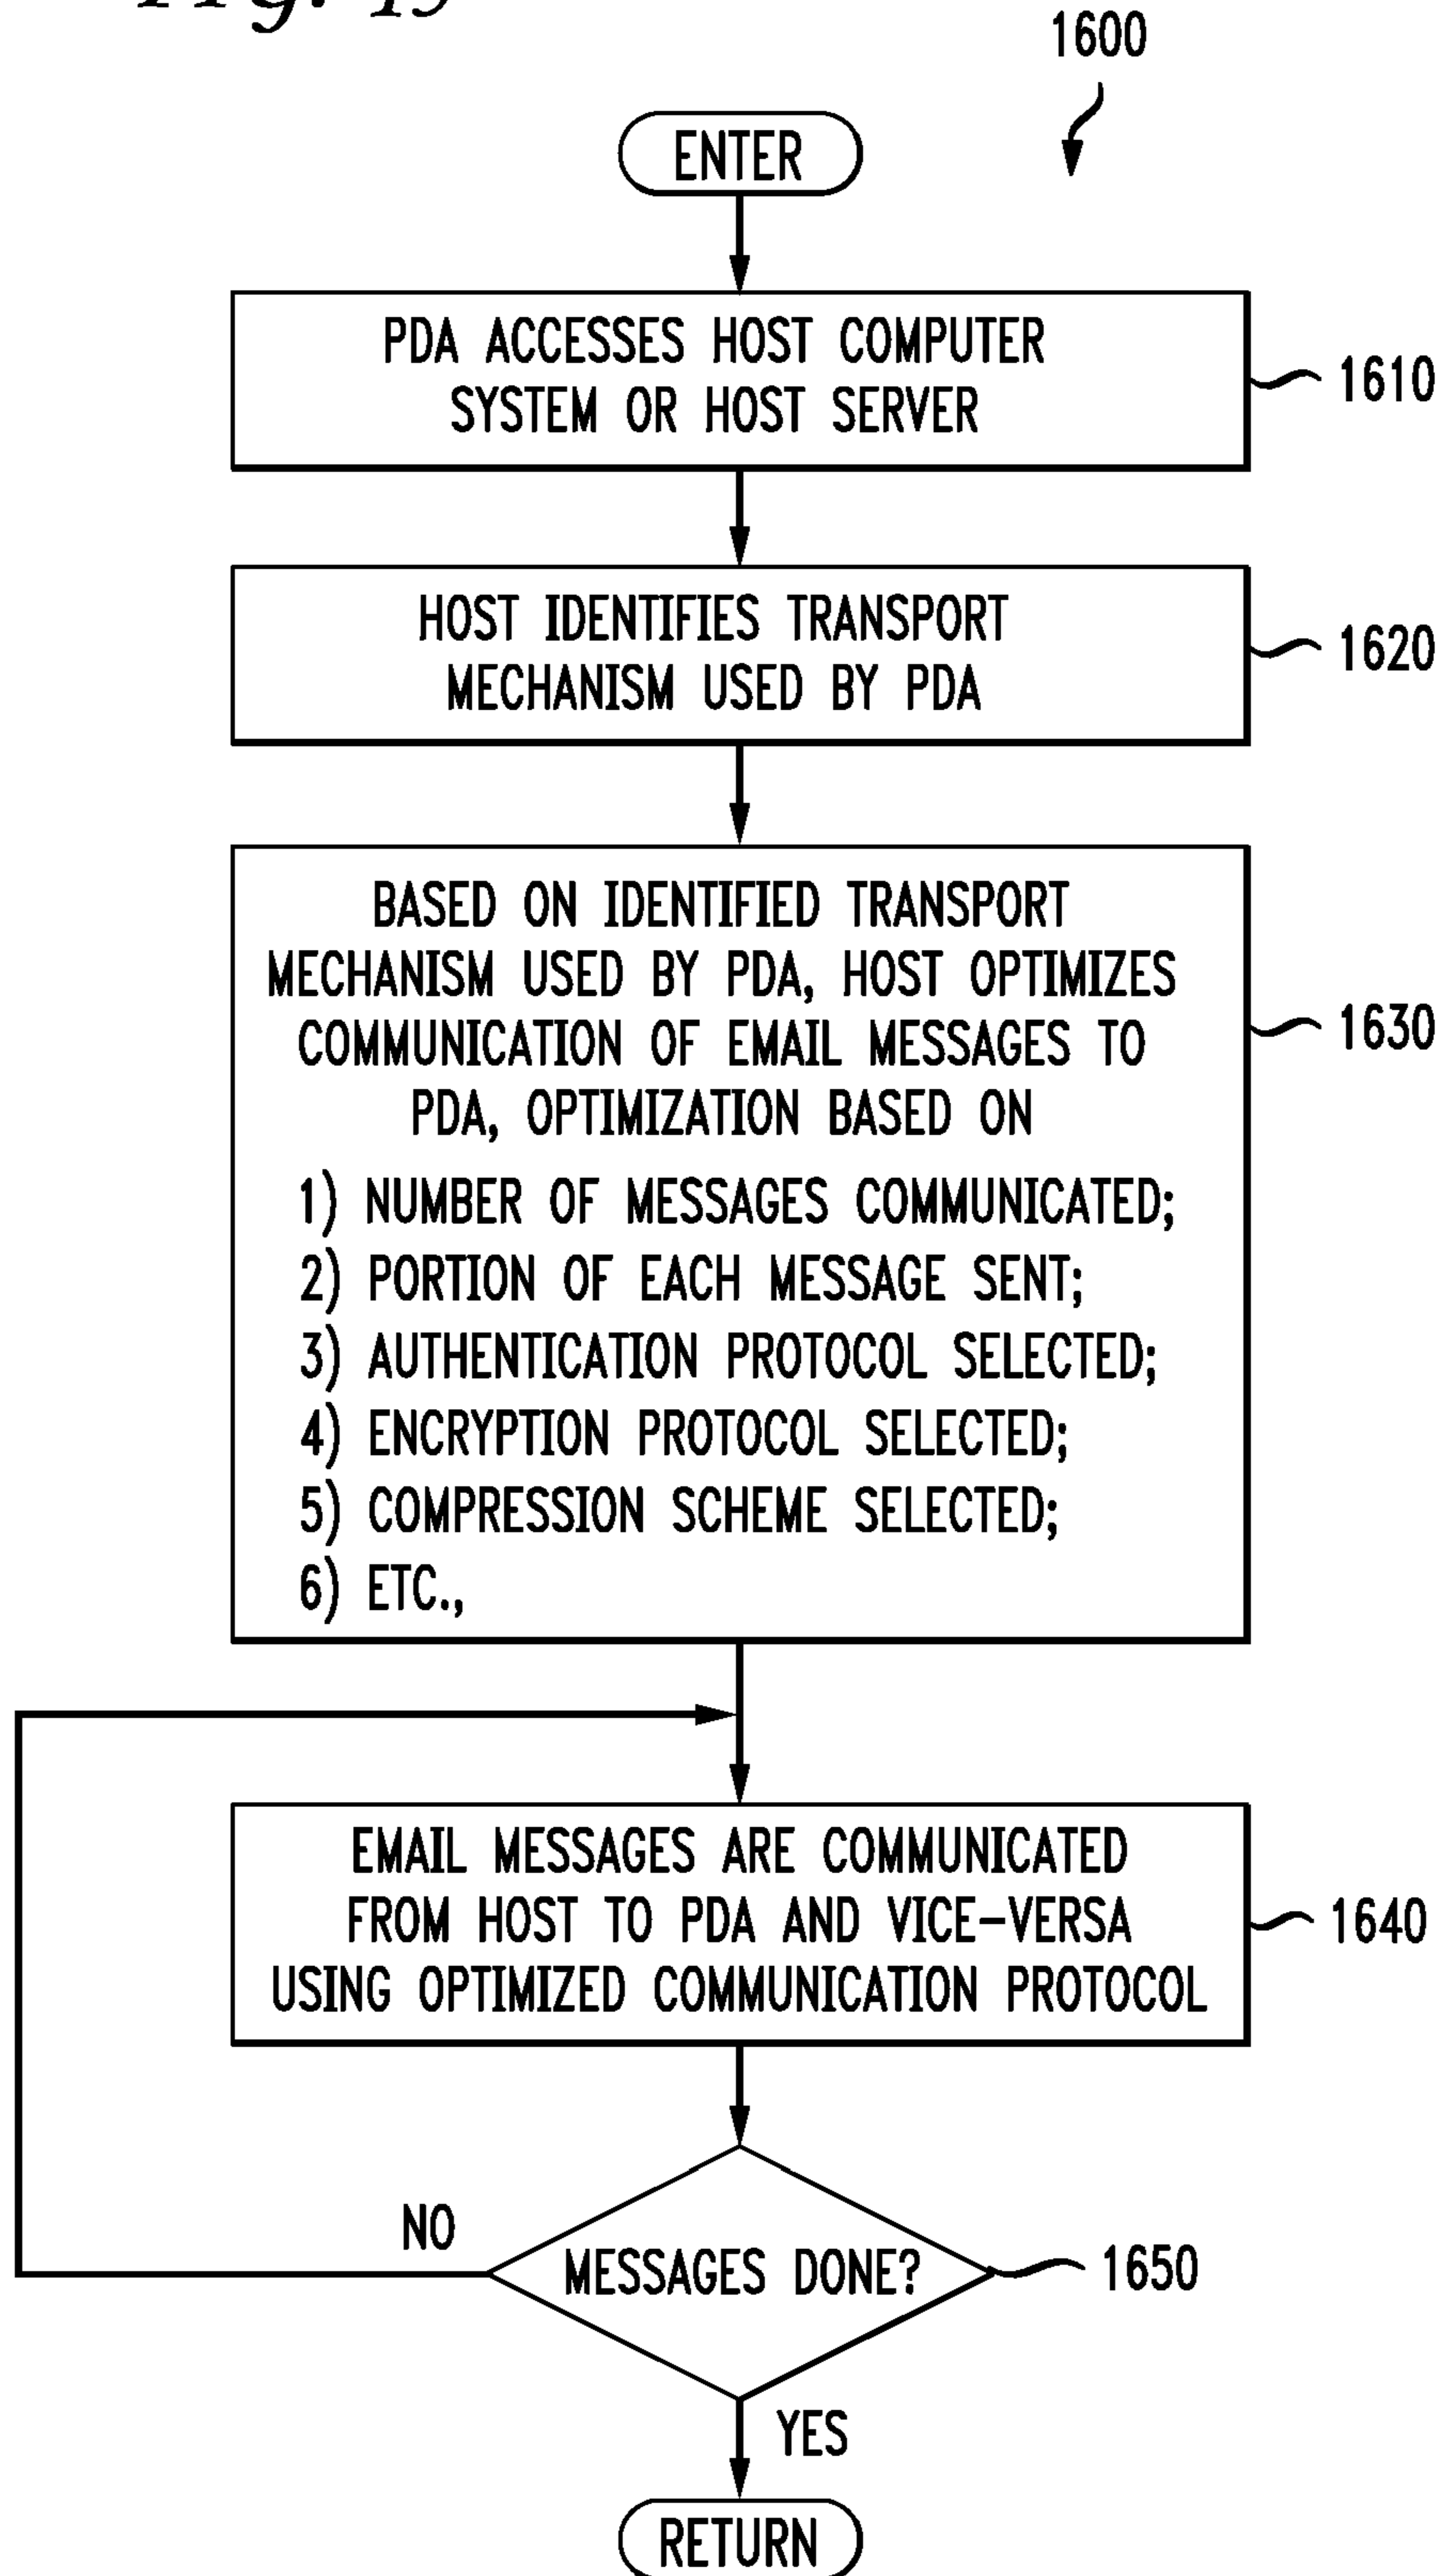 1600
ENTER
PDA ACCESSES HOST COMPUTER
SYSTEM OR HOST SERVER
1610
HOST IDENTIFIES TRANSPORT
MECHANISM USED BY PDA
1620
BASED ON IDENTIFIED TRANSPORT
MECHANISM USED BY PDA, HOST OPTIMIZES
COMMUNICATION OF EMAIL MESSAGES TO
PDA, OPTIMIZATION BASED ON
1) NUMBER OF MESSAGES COMMUNICATED;
2) PORTION OF EACH MESSAGE SENT;
3) AUTHENTICATION PROTOCOL SELECTED;
4) ENCRYPTION PROTOCOL SELECTED;
5) COMPRESSION SCHEME SELECTED;
6) ETC.,
1630
EMAIL MESSAGES ARE COMMUNICATED
FROM HOST TO PDA AND VICE-VERSA
USING OPTIMIZED COMMUNICATION PROTOCOL
1640
NO
MESSAGES DONE?
1650
YES
RETURN